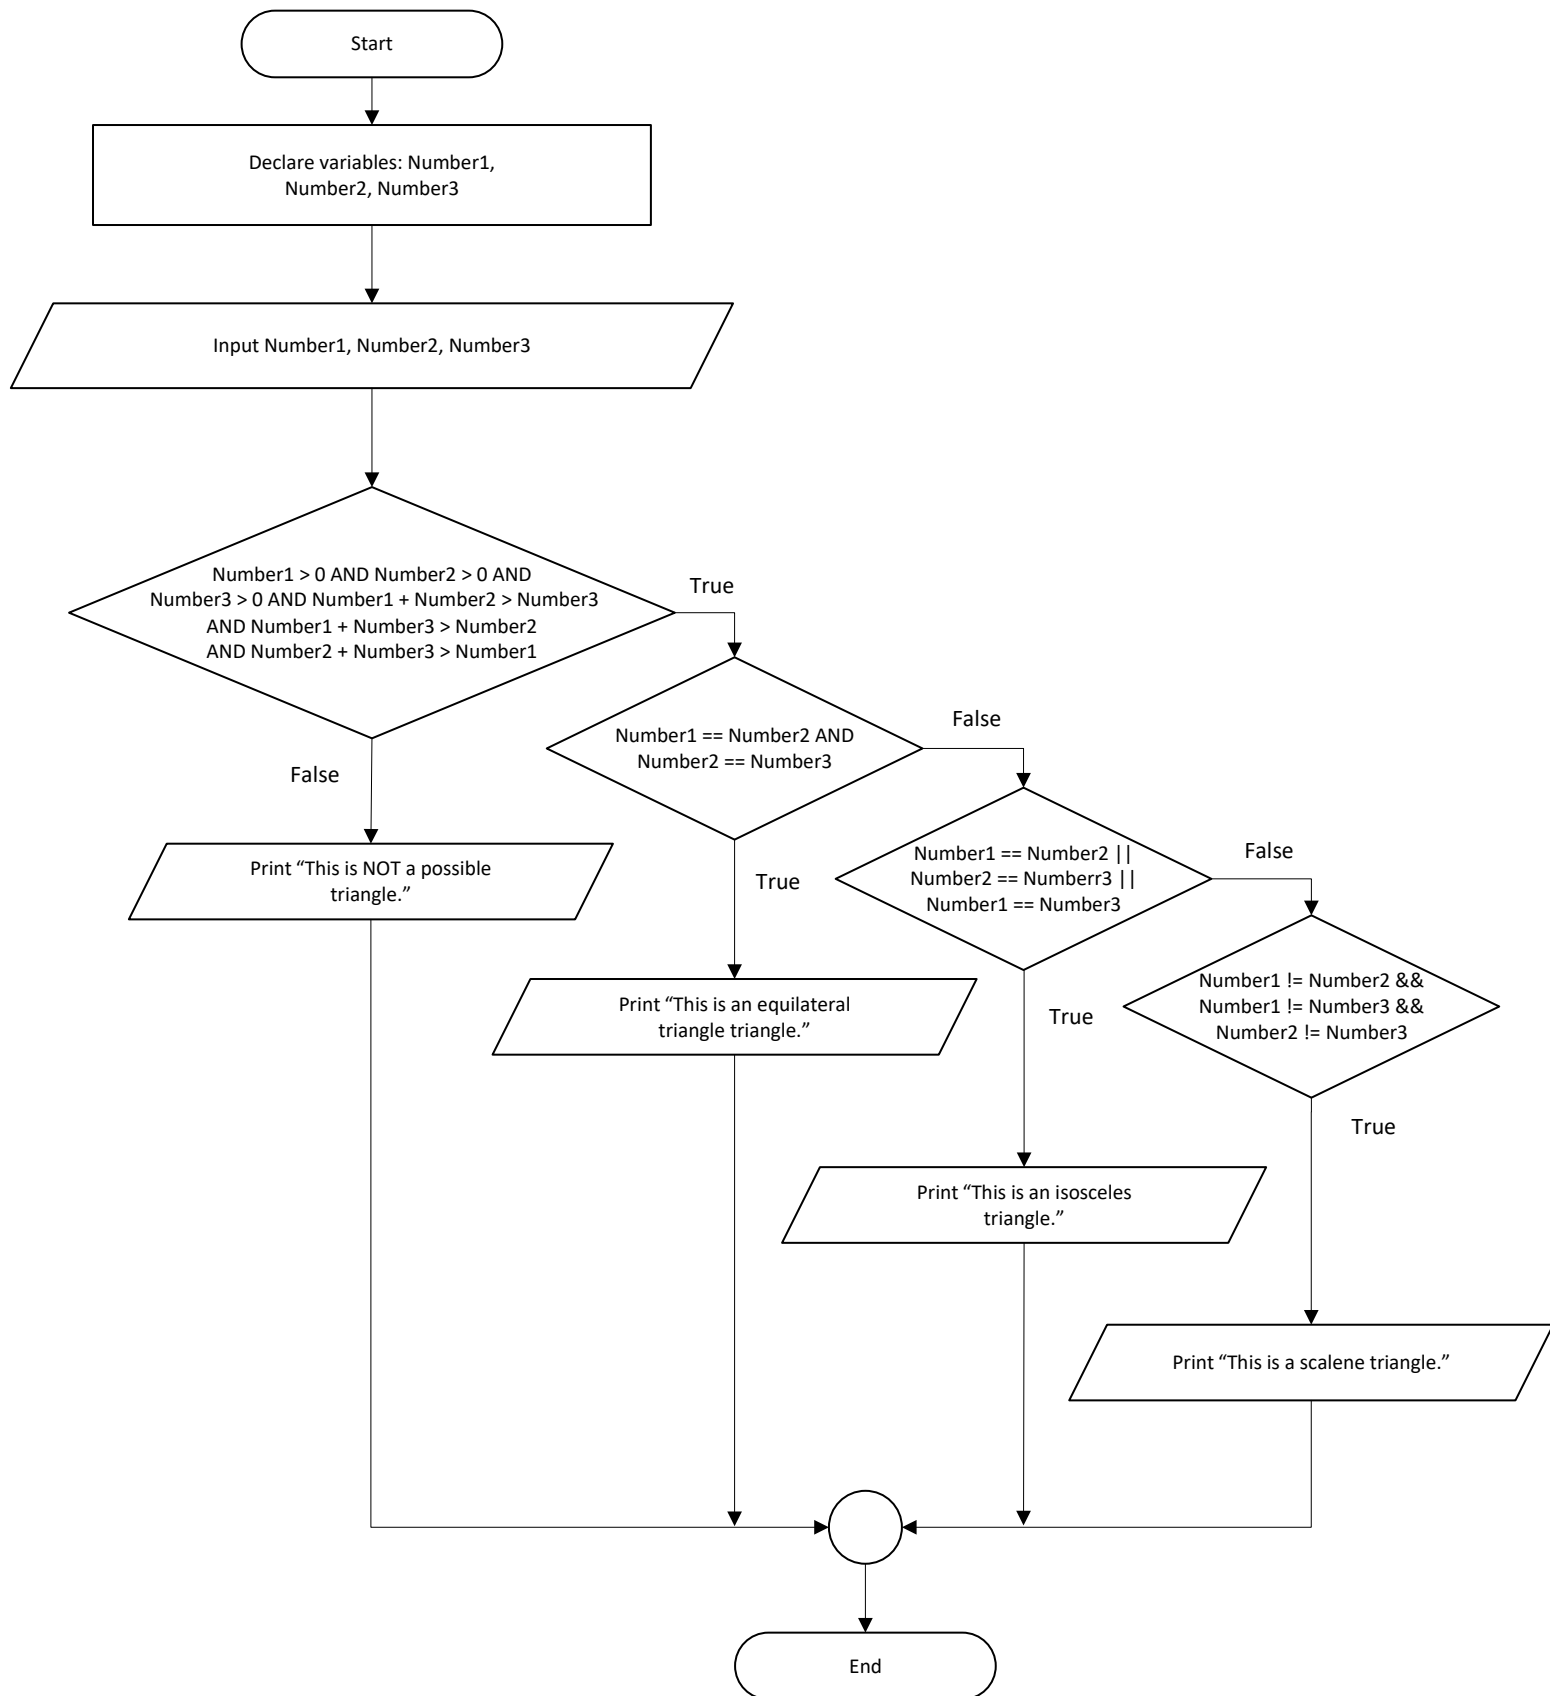 Start
Declare variables: Number1,
Number2, Number3
Input Number1, Number2, Number3
Number1 > 0 AND Number2 > 0 AND
Number3 > 0 AND Number1 + Number2 > Number3
AND Number1 + Number3 > Number2
AND Number2 + Number3 > Number1
True
False
Number1 == Number2 AND
Number2 == Number3
False
True
Print “This is NOT a possible
triangle.”
Number1 == Number2 ||
Number2 == Numberr3 ||
Number1 == Number3
False
True
Print “This is an equilateral
triangle triangle.”
Number1 != Number2 &&
Number1 != Number3 &&
Number2 != Number3
True
Print “This is an isosceles
triangle.”
Print “This is a scalene triangle.”
End